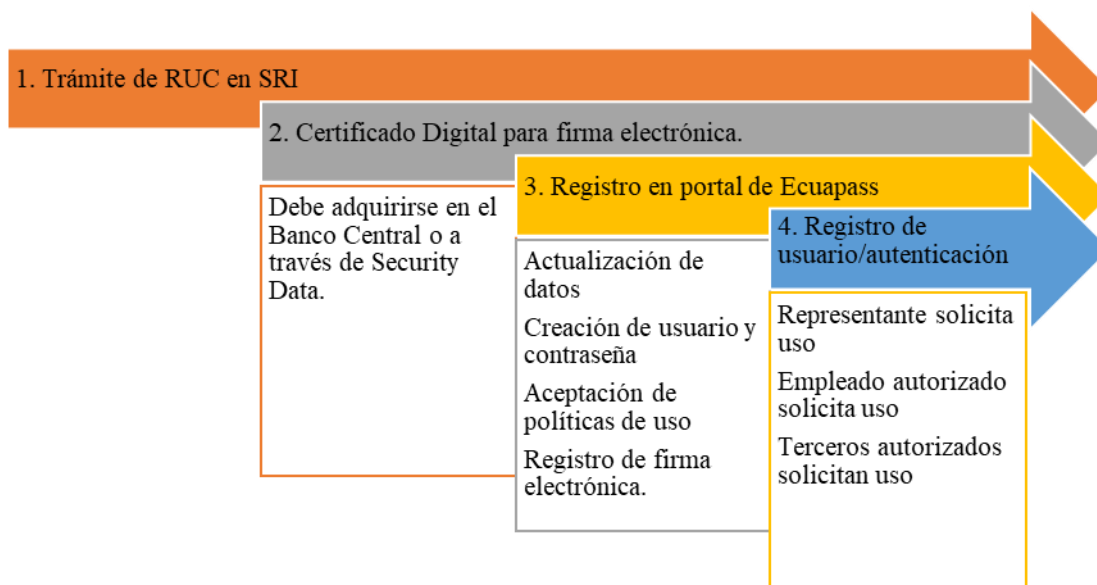 1. Trámite de RUC en SRI
2. Certificado Digital para firma electrónica.
Debe adquirirse en el
Banco Central o a
través de Security
Data.
3. Registro en portal de Ecuapass
Actualización de
datos
Creación de usuario y
contraseña
Aceptación de
políticas de uso
Registro de firma
electrónica.
4. Registro de
usuario/autenticación
Representante solicita
uso
Empleado autorizado
solicita uso
Terceros autorizados
solicitan uso